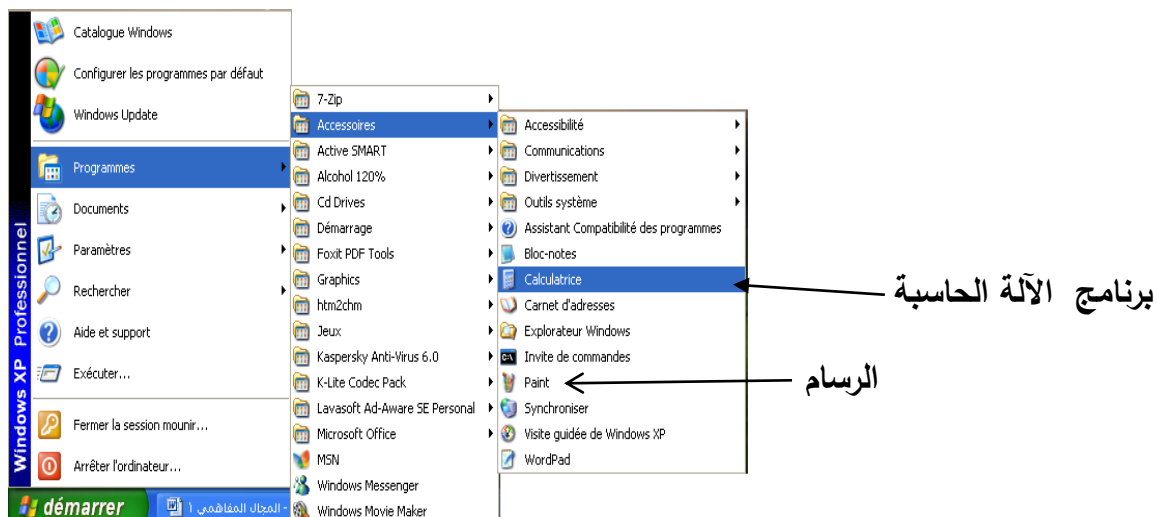 Windows XP Professionnel
Catalogue Windows
Configurer les programmes par défaut
Windows Update
Programmes
Documents
Paramètres
Rechercher
Aide et support
Exécuter...
Fermer la session mounir...
Arrêter l'ordinateur...
démarrer
- المجال المفاهمي ١
7-Zip
Accessoires
Active SMART
Alcohol 120%
Cd Drives
Démarrage
Foxit PDF Tools
Graphics
htm2chm
Jeux
Kaspersky Anti-Virus 6.0
K-Lite Codec Pack
Lavasoft Ad-Aware SE Personal
Microsoft Office
MSN
Windows Messenger
Windows Movie Maker
Accessibilité
Communications
Divertissement
Outils système
Assistant Compatibilité des programmes
Bloc-notes
Calculatrice
Carnet d'adresses
Explorateur Windows
Invite de commandes
Paint
Synchroniser
Visite guidée de Windows XP
WordPad
برنامج الآلة الحاسبة
الرسام